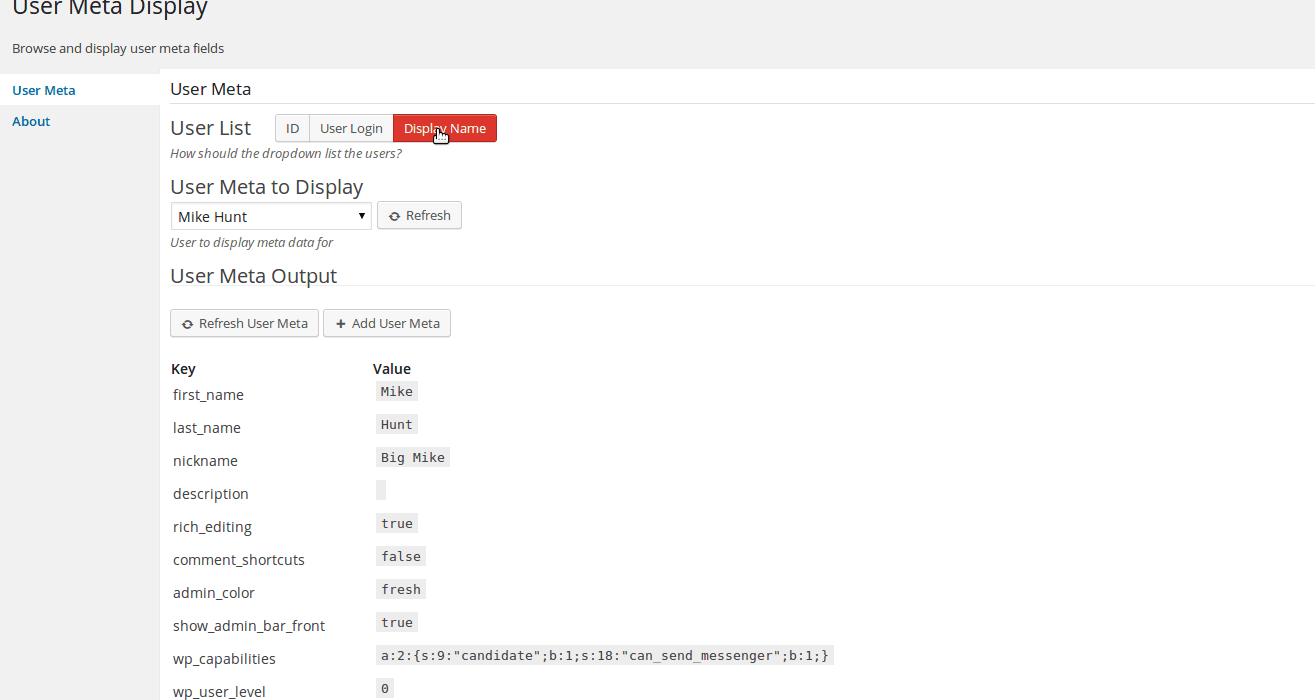 User Meta Display
Browse and display user meta fields
User Meta
About
User Meta
User List ID User Login Display Name
How should the dropdown list the users?
User Meta to Display
Mike Hunt Refresh
User to display meta data for
User Meta Output
Refresh User Meta Add User Meta
Key Value
first_name Mike
last_name Hunt
nickname Big Mike
description
rich_editing true
comment_shortcuts false
admin_color fresh
show_admin_bar_front true
wp_capabilities a:2:{s:9:"candidate";b:1;s:18:"can_send_messenger";b:1;}
wp_user_level 0